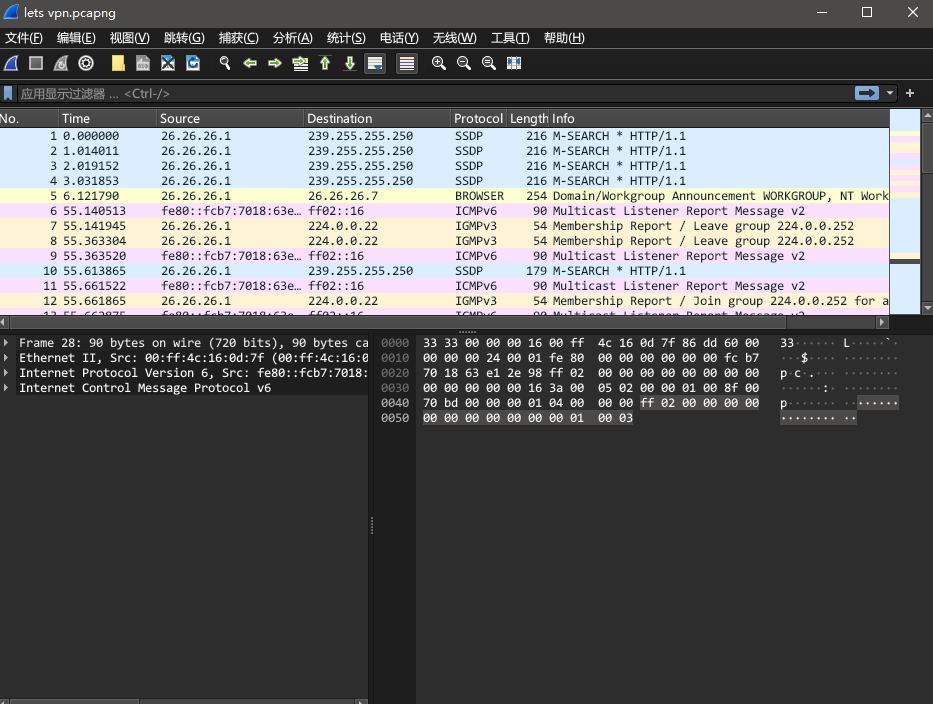 lets vpn.pcapng
文件(F) 编辑(E) 视图(V) 跳转(G) 捕获(C) 分析(A) 统计(S) 电话(Y) 无线(W) 工具(T) 帮助(H)
应用显示过滤器 … <Ctrl-/>
No. Time Source Destination Protocol Length Info
1 0.000000 26.26.26.1 239.255.255.250 SSDP 216 M-SEARCH * HTTP/1.1
2 1.014011 26.26.26.1 239.255.255.250 SSDP 216 M-SEARCH * HTTP/1.1
3 2.019152 26.26.26.1 239.255.255.250 SSDP 216 M-SEARCH * HTTP/1.1
4 3.031853 26.26.26.1 239.255.255.250 SSDP 216 M-SEARCH * HTTP/1.1
5 6.121790 26.26.26.1 26.26.26.7 BROWSER 254 Domain/Workgroup Announcement WORKGROUP, NT Work
6 55.140513 fe80::fcb7:7018:63e… ff02::16 ICMPv6 90 Multicast Listener Report Message v2
7 55.141945 26.26.26.1 224.0.0.22 IGMPv3 54 Membership Report / Leave group 224.0.0.252
8 55.363304 26.26.26.1 224.0.0.22 IGMPv3 54 Membership Report / Leave group 224.0.0.252
9 55.363520 fe80::fcb7:7018:63e… ff02::16 ICMPv6 90 Multicast Listener Report Message v2
10 55.613865 26.26.26.1 239.255.255.250 SSDP 179 M-SEARCH * HTTP/1.1
11 55.661522 fe80::fcb7:7018:63e… ff02::16 ICMPv6 90 Multicast Listener Report Message v2
12 55.661865 26.26.26.1 224.0.0.22 IGMPv3 54 Membership Report / Join group 224.0.0.252 for a
13 55.662875 fe80::fcb7:7018:63e… ff02::16 ICMPv6 90 Multicast Listener Report Message v2
Frame 28: 90 bytes on wire (720 bits), 90 bytes ca
Ethernet II, Src: 00:ff:4c:16:0d:7f (00:ff:4c:16:0
Internet Protocol Version 6, Src: fe80::fcb7:7018:
Internet Control Message Protocol v6
0000 33 33 00 00 00 16 00 ff 4c 16 0d 7f 86 dd 60 00 33······ L·····`·
0010 00 00 00 24 00 01 fe 80 00 00 00 00 00 00 fc b7 ···$···· ········
0020 70 18 63 e1 2e 98 ff 02 00 00 00 00 00 00 00 00 p·c·.··· ········
0030 00 00 00 00 00 16 3a 00 05 02 00 00 01 00 8f 00 ······:· ········
0040 70 bd 00 00 00 01 04 00 00 00 ff 02 00 00 00 00 p······· ········
0050 00 00 00 00 00 00 00 01 00 03 ········ ··